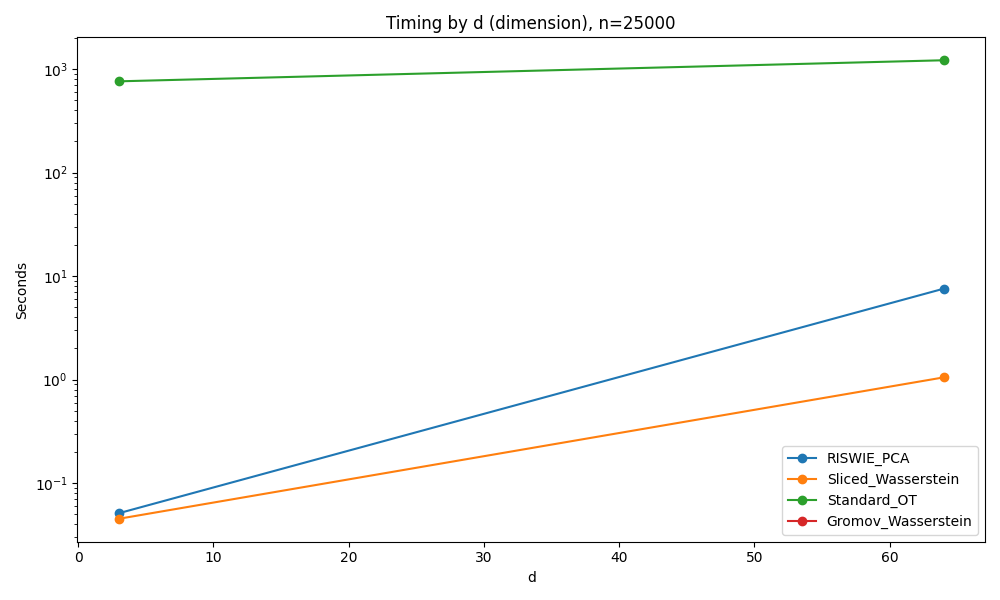 Timing by d (dimension), n=25000
10³
10²
10¹
10⁰
10⁻¹
Seconds
0
10
20
30
40
50
60
d
RISWIE_PCA
Sliced_Wasserstein
Standard_OT
Gromov_Wasserstein